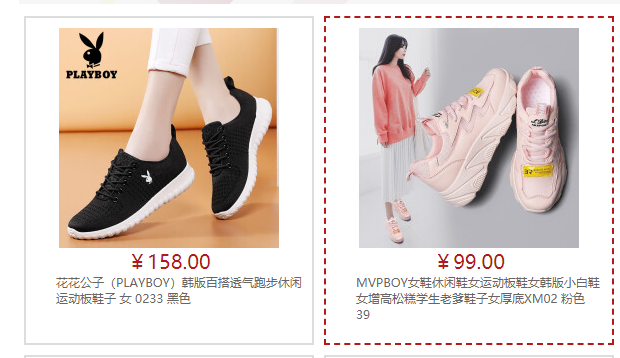 PLAYBOY
¥158.00
花花公子（PLAYBOY）韩版百搭透气跑步休闲
运动板鞋子 女 0233 黑色
¥99.00
MVPBOY女鞋休闲鞋女运动板鞋女韩版小白鞋
女增高松糕学生老爹鞋子女厚底XM02 粉色
39